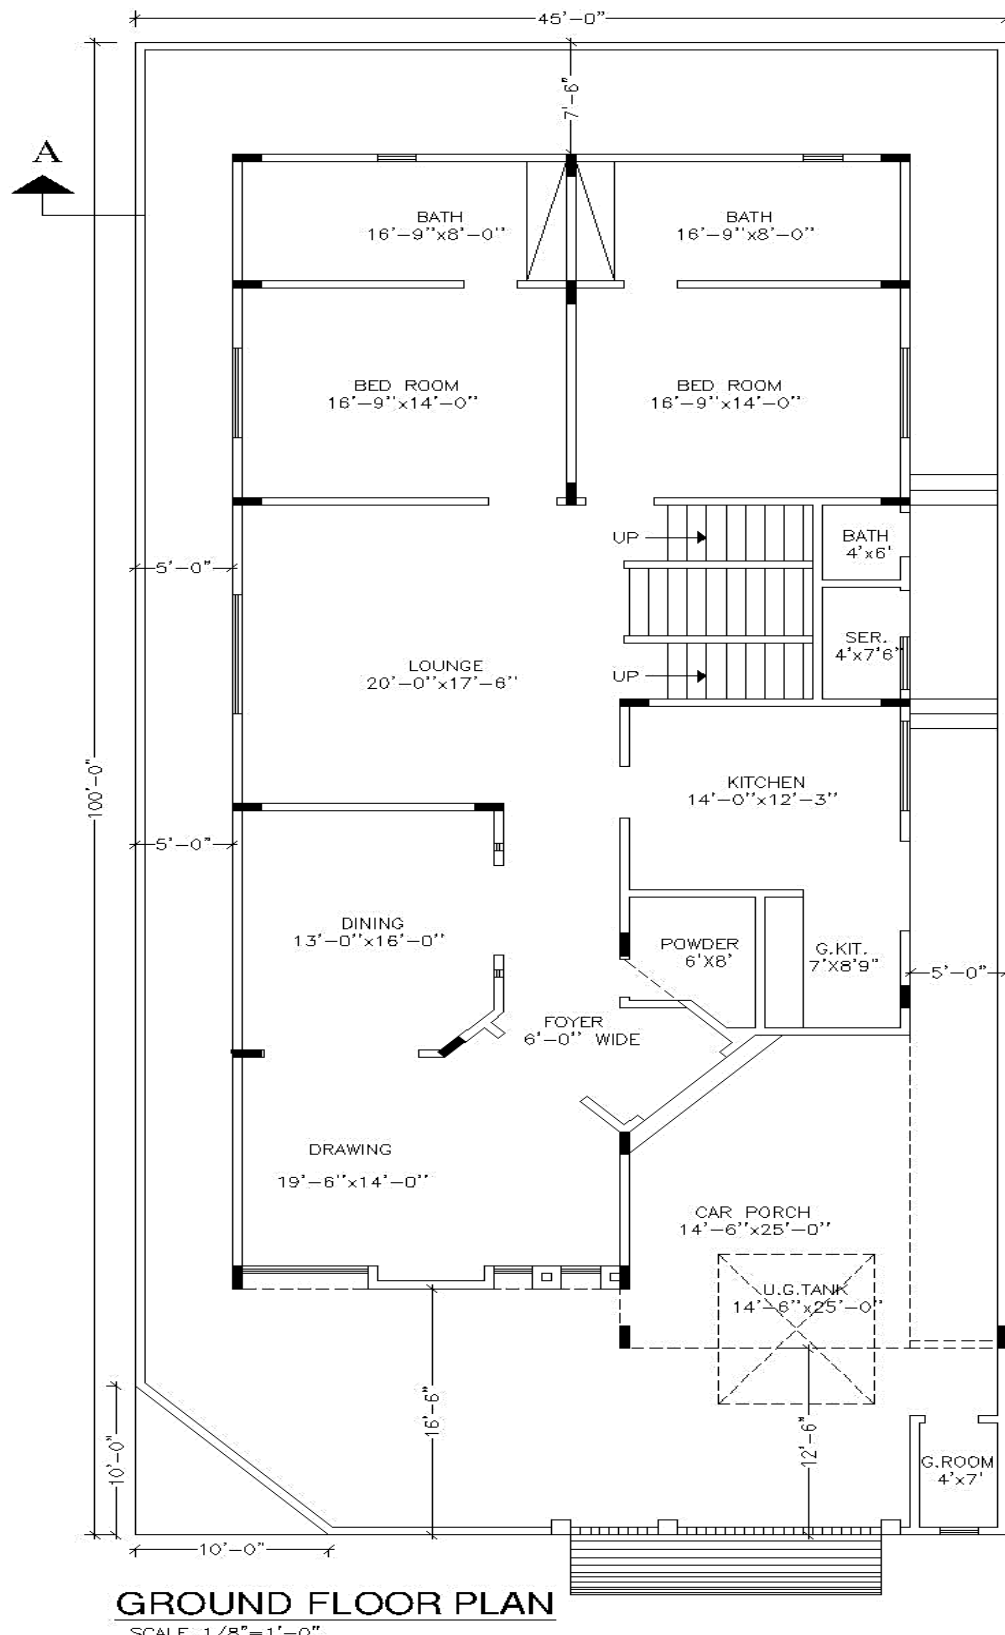 45'-0"
7'-6"
A
BATH
16'-9"x8'-0"
BATH
16'-9"x8'-0"
BED ROOM
16'-9"x14'-0"
BED ROOM
16'-9"x14'-0"
UP
BATH
4'x6'
5'-0"
SER.
4'x7'6"
LOUNGE
20'-0"x17'-6"
UP
100'-0"
KITCHEN
14'-0"x12'-3"
5'-0"
DINING
13'-0"x16'-0"
POWDER
6'X8'
G.KIT.
7'X8'9"
5'-0"
FOYER
6'-0" WIDE
DRAWING
19'-6"x14'-0"
CAR PORCH
14'-6"x25'-0"
U.G.TANK
14'-6"x25'-0"
16'-6"
12'-6"
10'-0"
G.ROOM
4'x7'
10'-0"
GROUND FLOOR PLAN
SCALE 1/8"=1'-0"